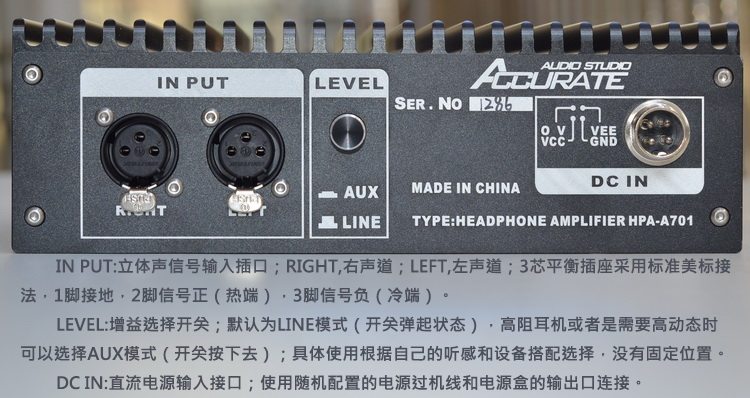 IN PUT
LEVEL
AUDIO STUDIO
ACCURATE
SER. NO 1286
O V
VCC
VEE
GND
DC IN
PUSH
PUSH
RIGHT
LEFT
AUX
LINE
MADE IN CHINA
TYPE:HEADPHONE AMPLIFIER HPA-A701
IN PUT:立体声信号输入插口；RIGHT,右声道；LEFT,左声道；3芯平衡插座采用标准美标接
法，1脚接地，2脚信号正（热端），3脚信号负（冷端）。
LEVEL:增益选择开关；默认为LINE模式（开关弹起状态），高阻耳机或者是需要高动态时
可以选择AUX模式（开关按下去）；具体使用根据自己的听感和设备搭配选择，没有固定位置。
DC IN:直流电源输入接口；使用随机配置的电源过机线和电源盒的输出口连接。